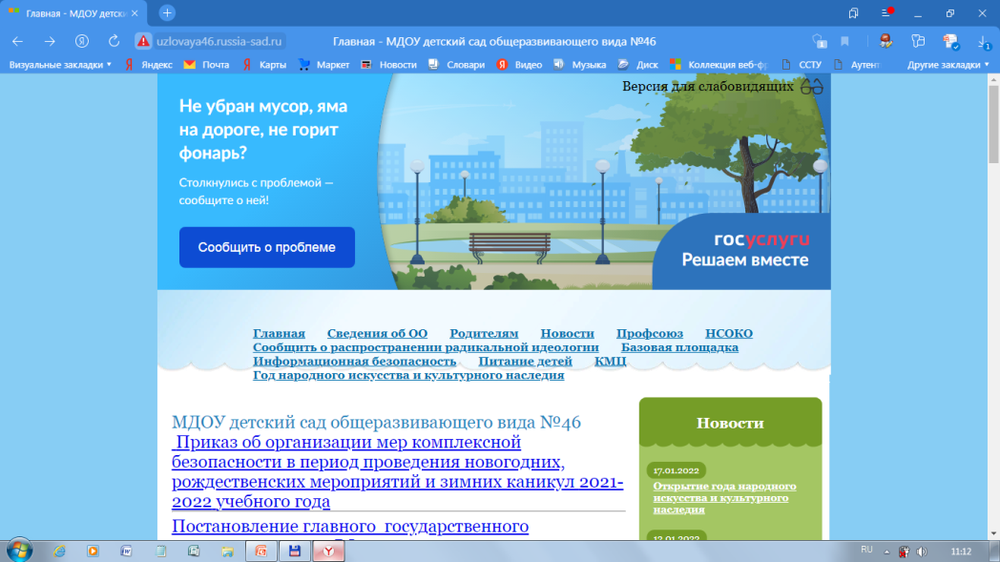 Главная - МДОУ детски
uzlovaya46.russia-sad.ru
Главная - МДОУ детский сад общеразвивающего вида №46
Визуальные закладки
Яндекс
Почта
Карты
Маркет
Новости
Словари
Видео
Музыка
Диск
Коллекция веб-фр
ССТУ
Аутент
Другие закладки
Версия для слабовидящих
Не убран мусор, яма
на дороге, не горит
фонарь?
Столкнулись с проблемой —
сообщите о ней!
Сообщить о проблеме
госуслуги
Решаем вместе
Главная Сведения об ОО Родителям Новости Профсоюз НСОКО
Сообщить о распространении радикальной идеологии Базовая площадка
Информационная безопасность Питание детей КМЦ
Год народного искусства и культурного наследия
МДОУ детский сад общеразвивающего вида №46
Приказ об организации мер комплексной
безопасности в период проведения новогодних,
рождественских мероприятий и зимних каникул 2021-
2022 учебного года
Постановление главного государственного
Новости
17.01.2022
Открытие года народного
искусства и культурного
наследия
RU
11:12